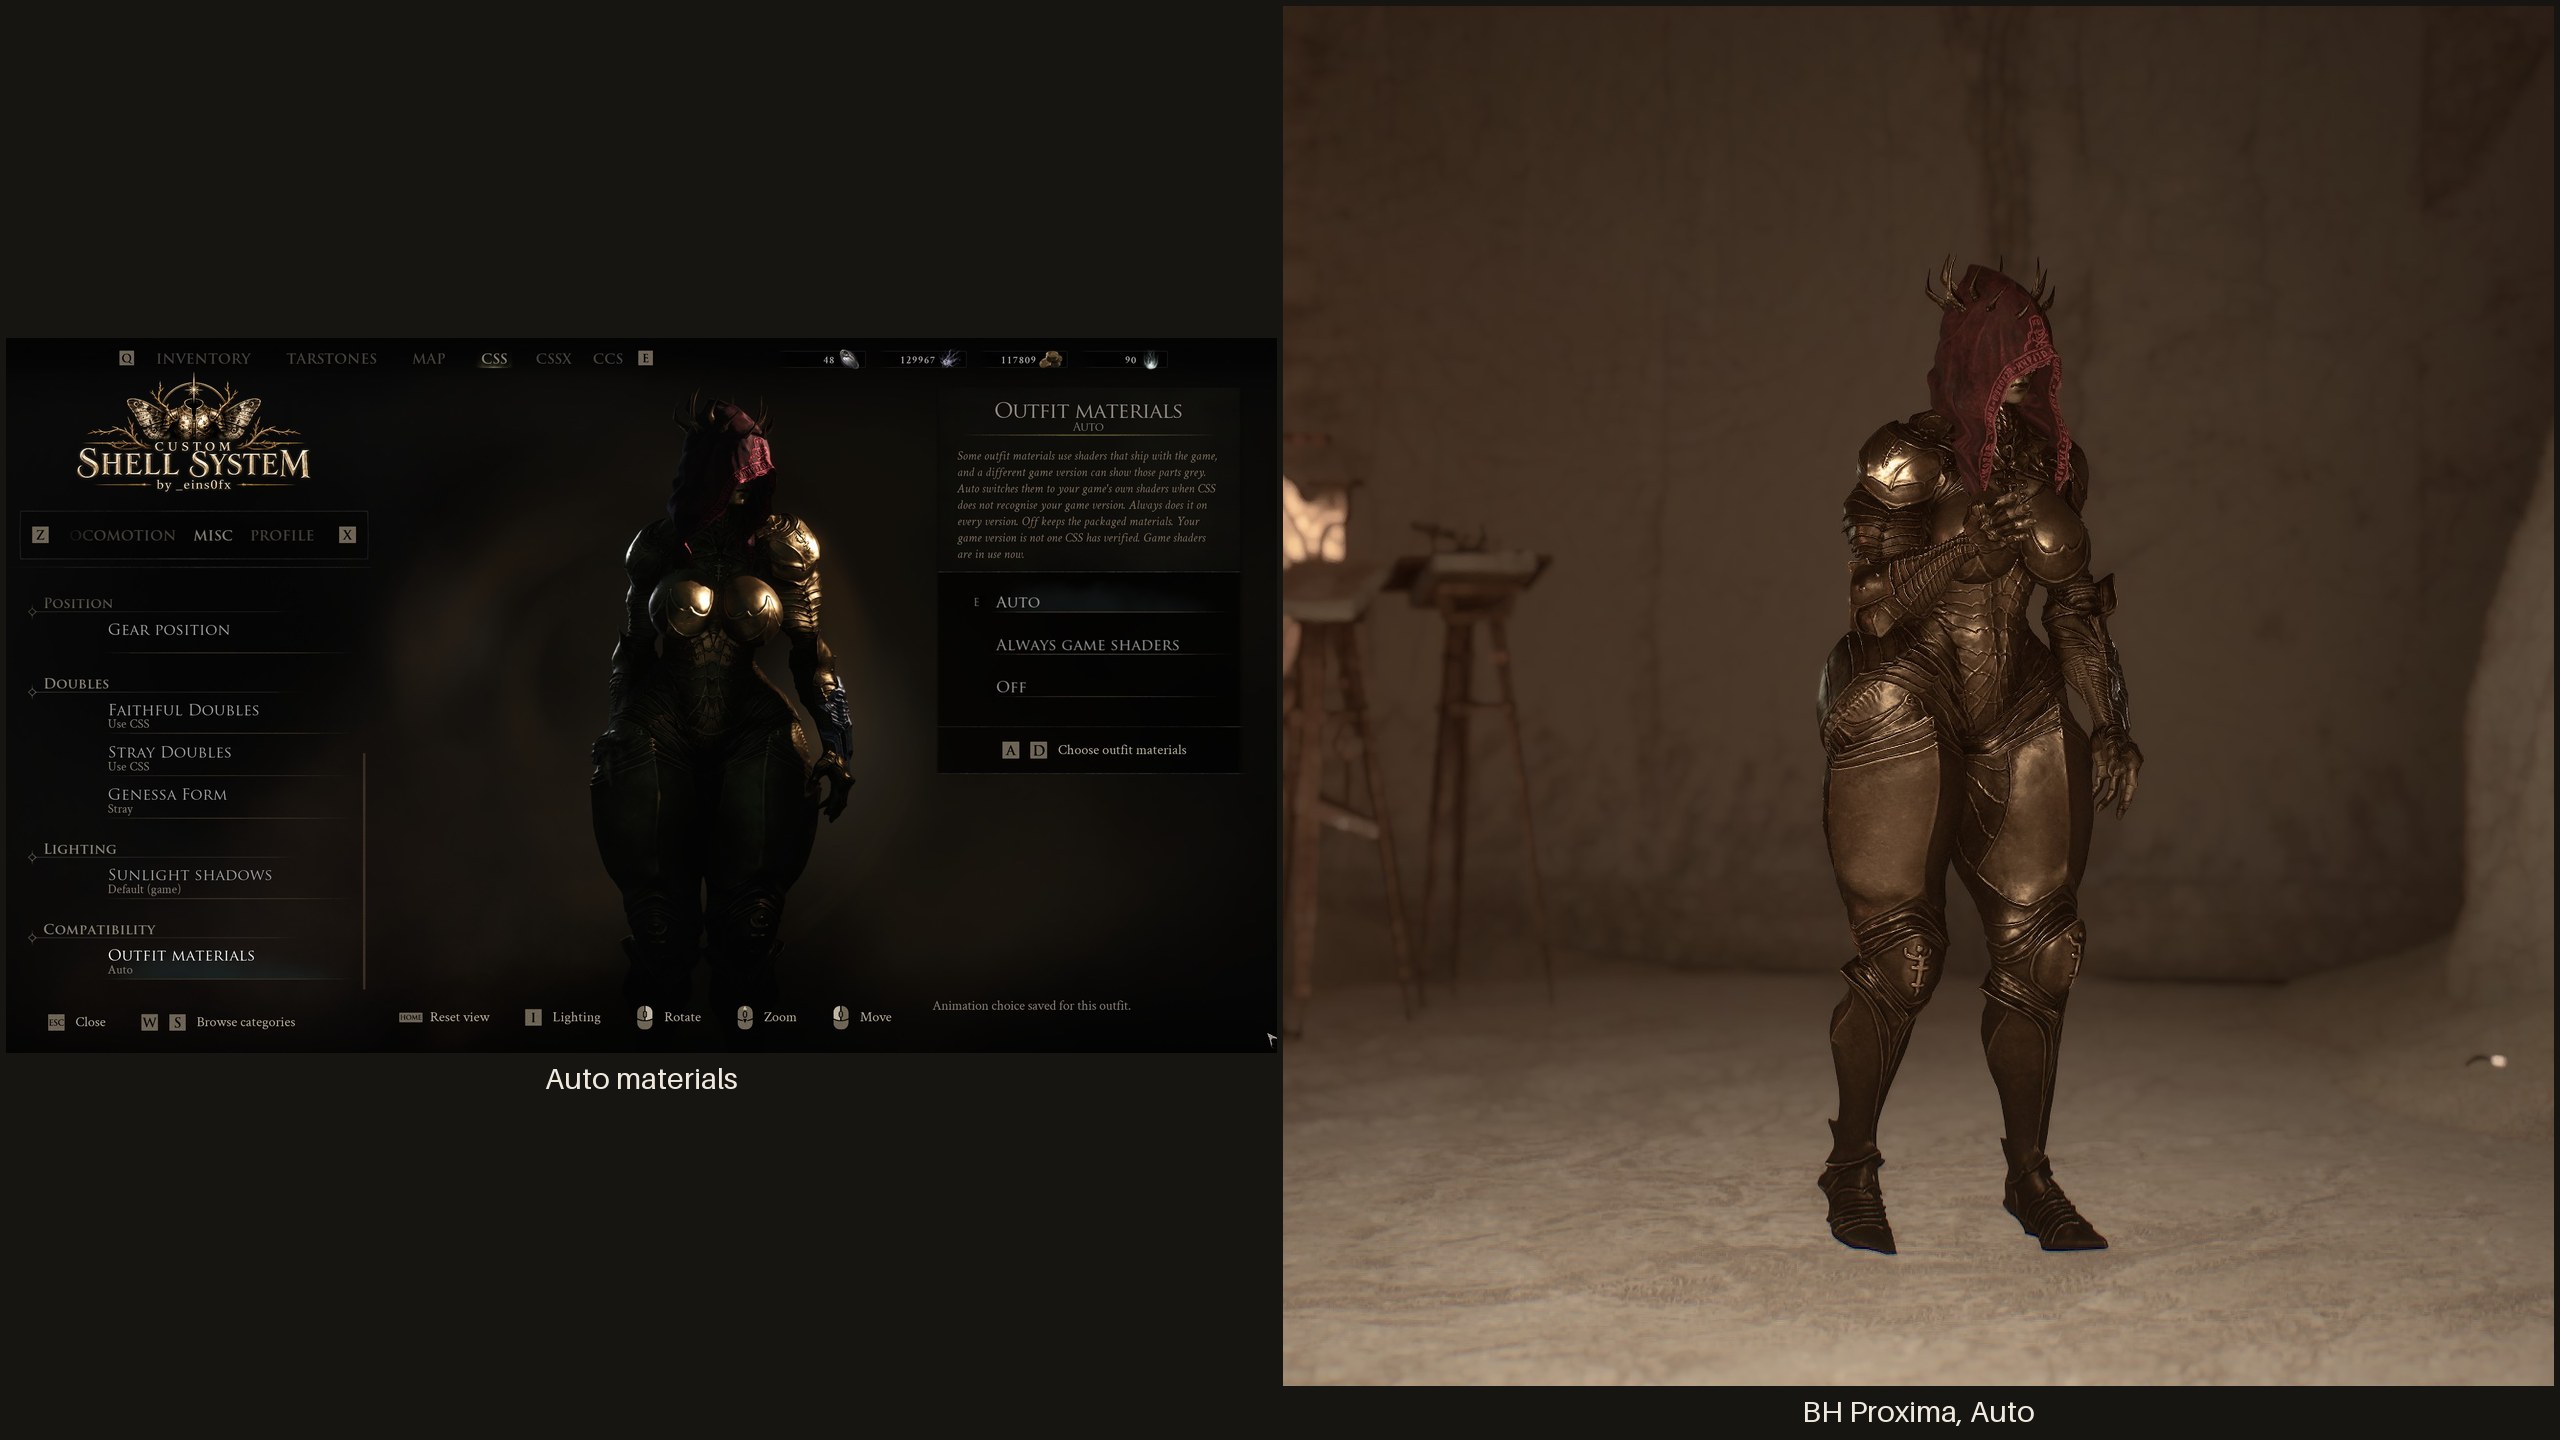 Q INVENTORY TARSTONES MAP CSS CSSX CCS E
48 129967 117809 90
CUSTOM
SHELL SYSTEM
by _eins0fx
Z OCOMOTION MISC PROFILE X
POSITION
GEAR POSITION
DOUBLES
FAITHFUL DOUBLES
Use CSS
STRAY DOUBLES
Use CSS
GENESSA FORM
Stray
LIGHTING
SUNLIGHT SHADOWS
Default (game)
COMPATIBILITY
OUTFIT MATERIALS
Auto
ESC Close W S Browse categories
HOME Reset view I Lighting Rotate Zoom Move
OUTFIT MATERIALS
AUTO
Some outfit materials use shaders that ship with the game,
and a different game version can show those parts grey.
Auto switches them to your game's own shaders when CSS
does not recognise your game version. Always does it on
every version. Off keeps the packaged materials. Your
game version is not one CSS has verified. Game shaders
are in use now.
E AUTO
ALWAYS GAME SHADERS
OFF
A D Choose outfit materials
Animation choice saved for this outfit.
Auto materials
BH Proxima, Auto